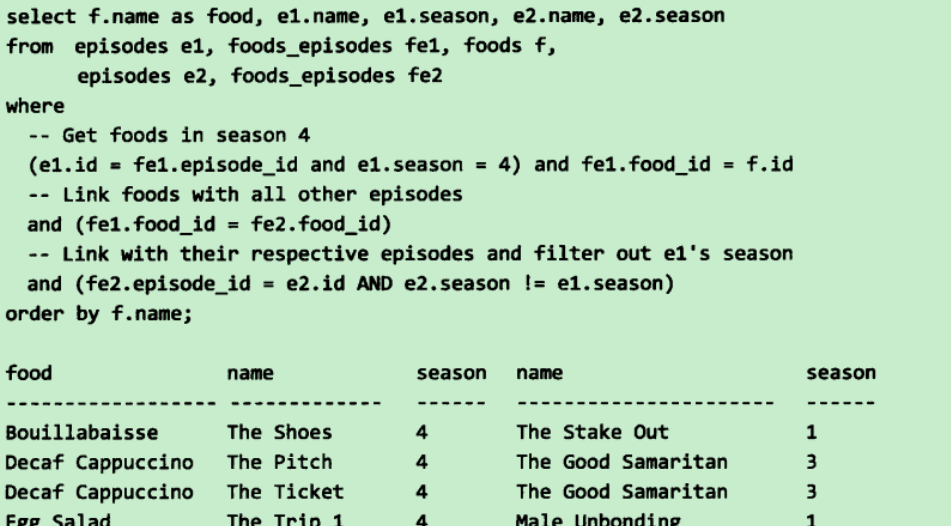 select f.name as food, e1.name, e1.season, e2.name, e2.season
from  episodes e1, foods_episodes fe1, foods f,
      episodes e2, foods_episodes fe2
where
  -- Get foods in season 4
  (e1.id = fe1.episode_id and e1.season = 4) and fe1.food_id = f.id
  -- Link foods with all other episodes
  and (fe1.food_id = fe2.food_id)
  -- Link with their respective episodes and filter out e1's season
  and (fe2.episode_id = e2.id AND e2.season != e1.season)
order by f.name;

food               name          season  name                    season
------------------ ------------- ------  ----------------------  ------
Bouillabaisse      The Shoes     4       The Stake Out           1
Decaf Cappuccino   The Pitch     4       The Good Samaritan      3
Decaf Cappuccino   The Ticket    4       The Good Samaritan      3
Egg Salad          The Trip 1    4       Male Unbonding          1